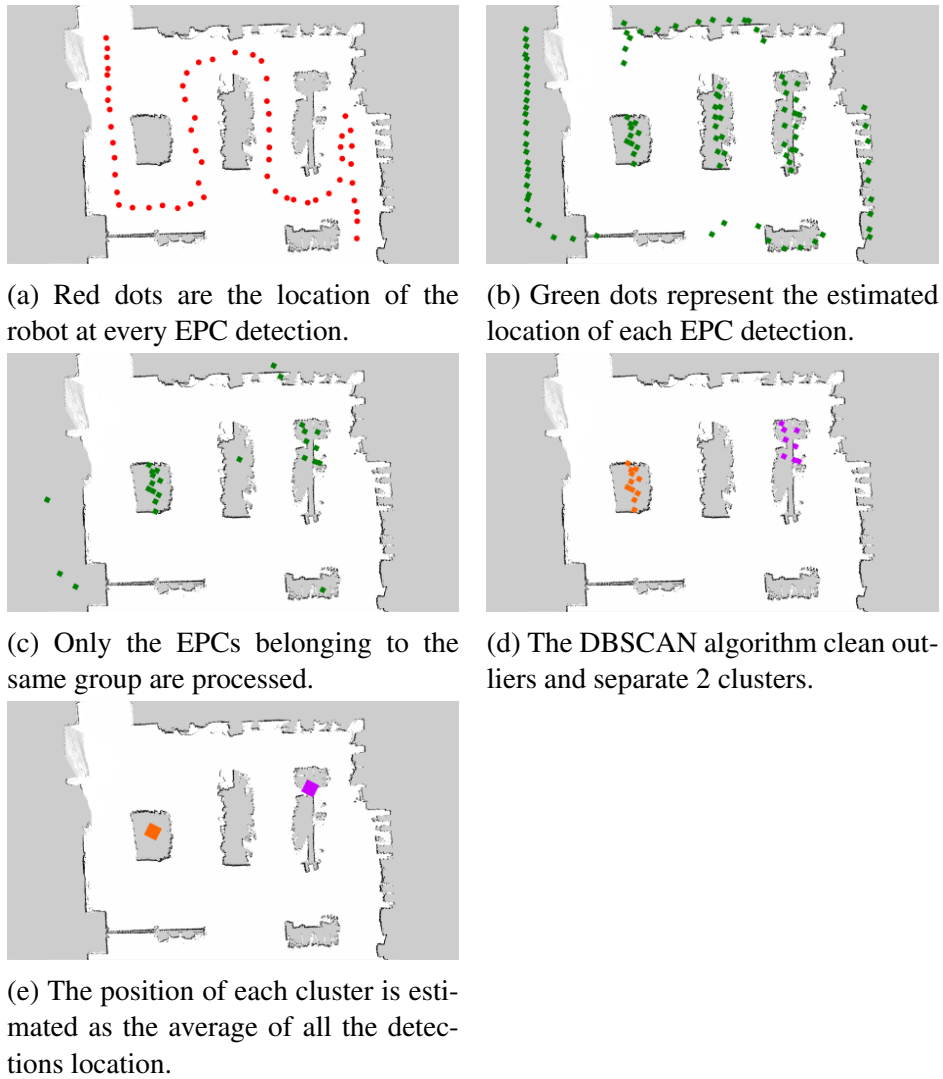 (a) Red dots are the location of the
robot at every EPC detection.
(b) Green dots represent the estimated
location of each EPC detection.
(c) Only the EPCs belonging to the
same group are processed.
(d) The DBSCAN algorithm clean out-
liers and separate 2 clusters.
(e) The position of each cluster is esti-
mated as the average of all the detec-
tions location.